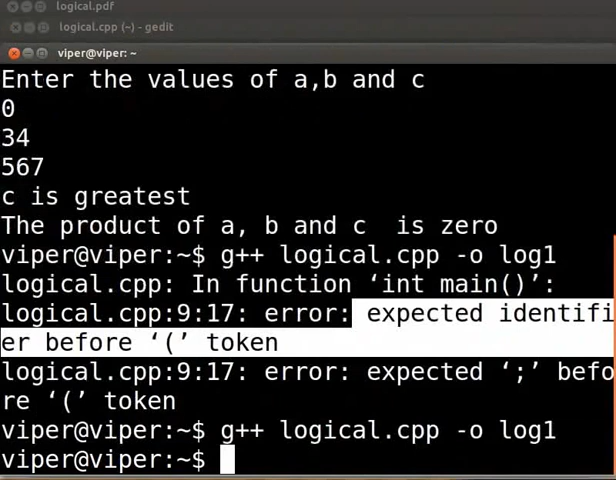 logical.pdf
logical.cpp (~) - gedit
viper@viper: ~
Enter the values of a,b and c
0
34
567
c is greatest
The product of a, b and c  is zero
viper@viper:~$ g++ logical.cpp -o log1
logical.cpp: In function ‘int main()’:
logical.cpp:9:17: error: expected identifi
er before ‘(’ token
logical.cpp:9:17: error: expected ‘;’ befo
re ‘(’ token
viper@viper:~$ g++ logical.cpp -o log1
viper@viper:~$